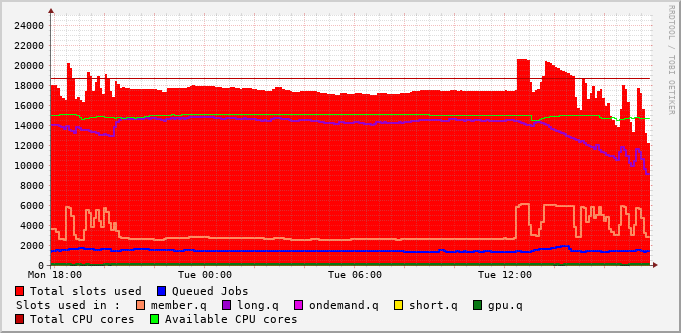 24000
22000
20000
18000
16000
14000
12000
10000
8000
6000
4000
2000
0
Mon 18:00 Tue 00:00 Tue 06:00 Tue 12:00
Total slots used Queued Jobs
Slots used in : member.q long.q ondemand.q short.q gpu.q
Total CPU cores Available CPU cores
RRDTOOL / TOBI OETIKER